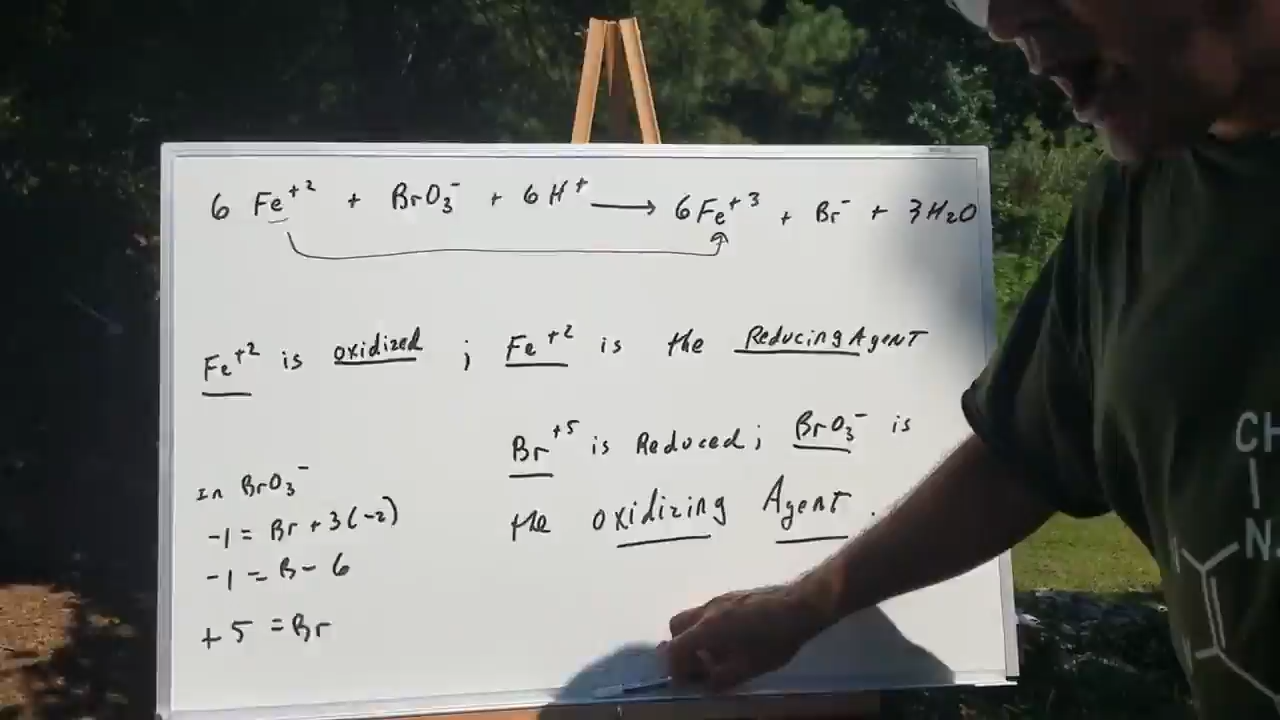 6 Fe⁺² + BrO₃⁻ + 6H⁺ ⟶ 6Fe⁺³ + Br⁻ + 3H₂O
Fe⁺² is oxidized ; Fe⁺² is the Reducing Agent
Br⁺⁵ is Reduced; BrO₃⁻ is
the oxidizing Agent.
In BrO₃⁻
-1 = Br + 3(-2)
-1 = B - 6
+5 = Br
CH
N